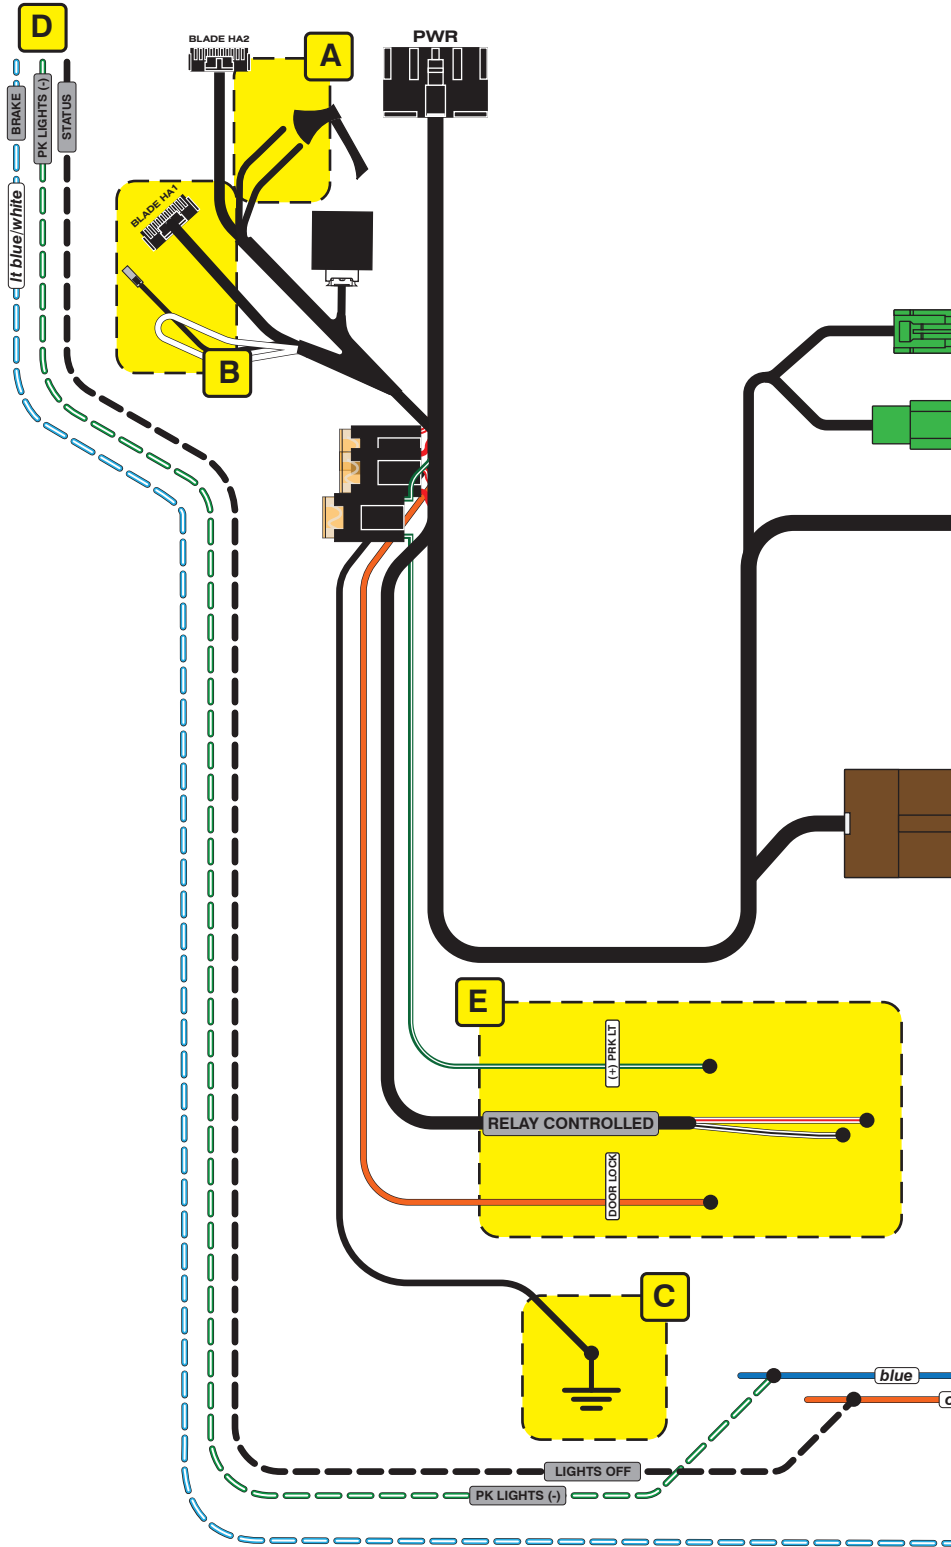 D
BLADE HA2
A
PWR
BRAKE
PK LIGHTS (-)
STATUS
lt blue/white
BLADE HA1
B
E
(+) PRK LT
RELAY CONTROLLED
DOOR LOCK
C
blue
LIGHTS OFF
PK LIGHTS (-)